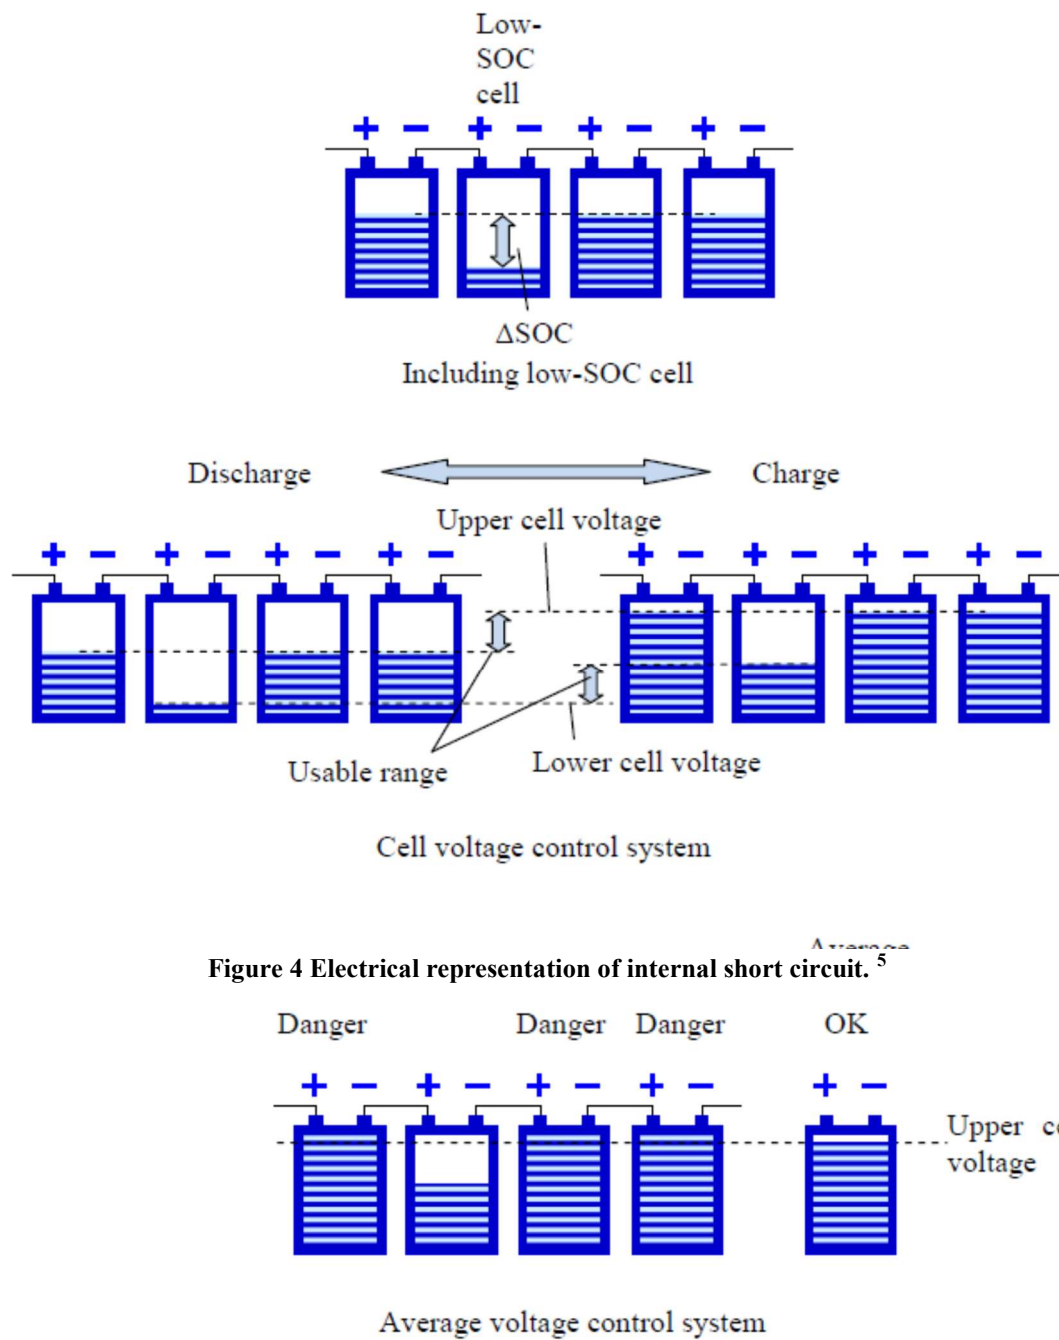 Low-
SOC
cell
+ − + − + − + −
ΔSOC
Including low-SOC cell
Discharge Charge
Upper cell voltage
+ − + − + − + − + − + − + − + −
Usable range
Lower cell voltage
Cell voltage control system
Average
Figure 4 Electrical representation of internal short circuit. 5
Danger Danger Danger OK
+ − + − + − + − + −
Upper ce
voltage
Average voltage control system